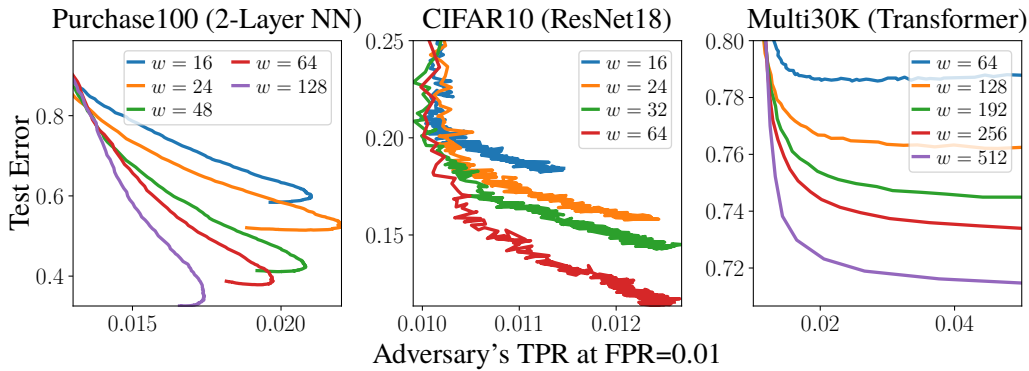 Purchase100 (2-Layer NN)
CIFAR10 (ResNet18)
Multi30K (Transformer)
Test Error
0.8
0.6
0.4
w = 16
w = 24
w = 48
w = 64
w = 128
0.015
0.020
0.25
0.20
0.15
w = 16
w = 24
w = 32
w = 64
0.010
0.011
0.012
0.80
0.78
0.76
0.74
0.72
w = 64
w = 128
w = 192
w = 256
w = 512
0.02
0.04
Adversary's TPR at FPR=0.01